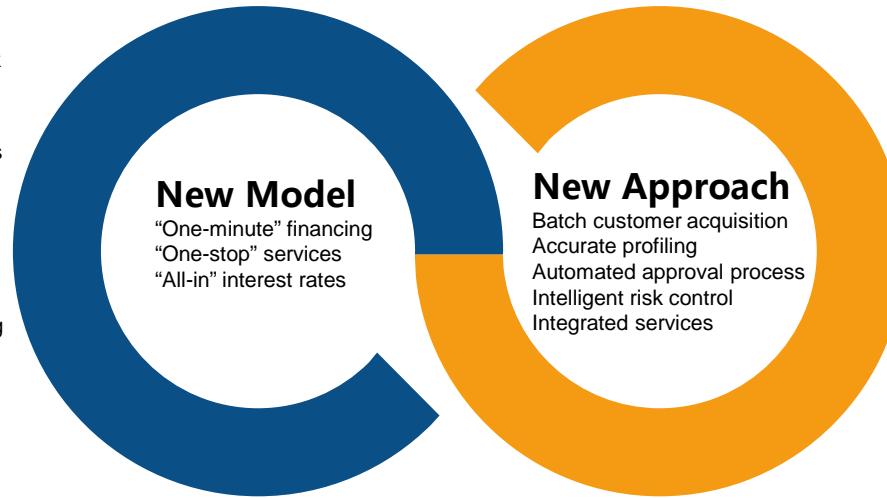 New Model
“One-minute” financing
“One-stop” services
“All-in” interest rates
New Approach
Batch customer acquisition
Accurate profiling
Automated approval process
Intelligent risk control
Integrated services